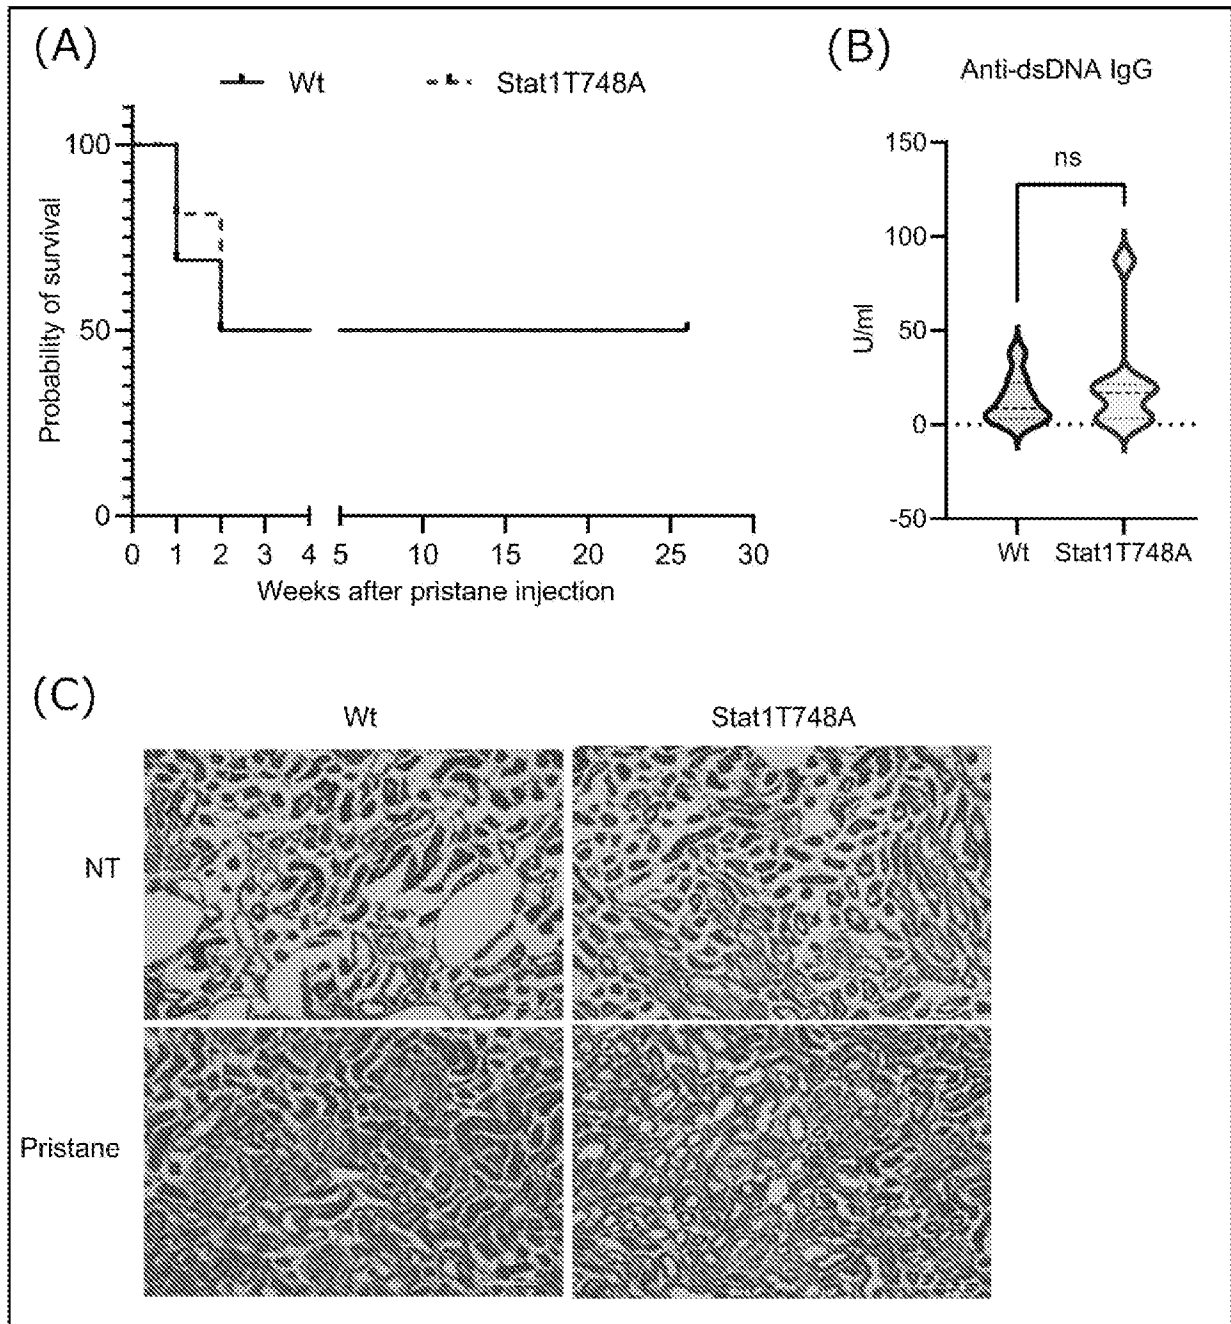 (A)
Wt Stat1T748A
100
50
0
Probability of survival
0 1 2 3 4 5 10 15 20 25 30
Weeks after pristane injection
(B)
Anti-dsDNA IgG
ns
150
100
50
0
-50
U/ml
Wt Stat1T748A
(C)
Wt Stat1T748A
NT
Pristane